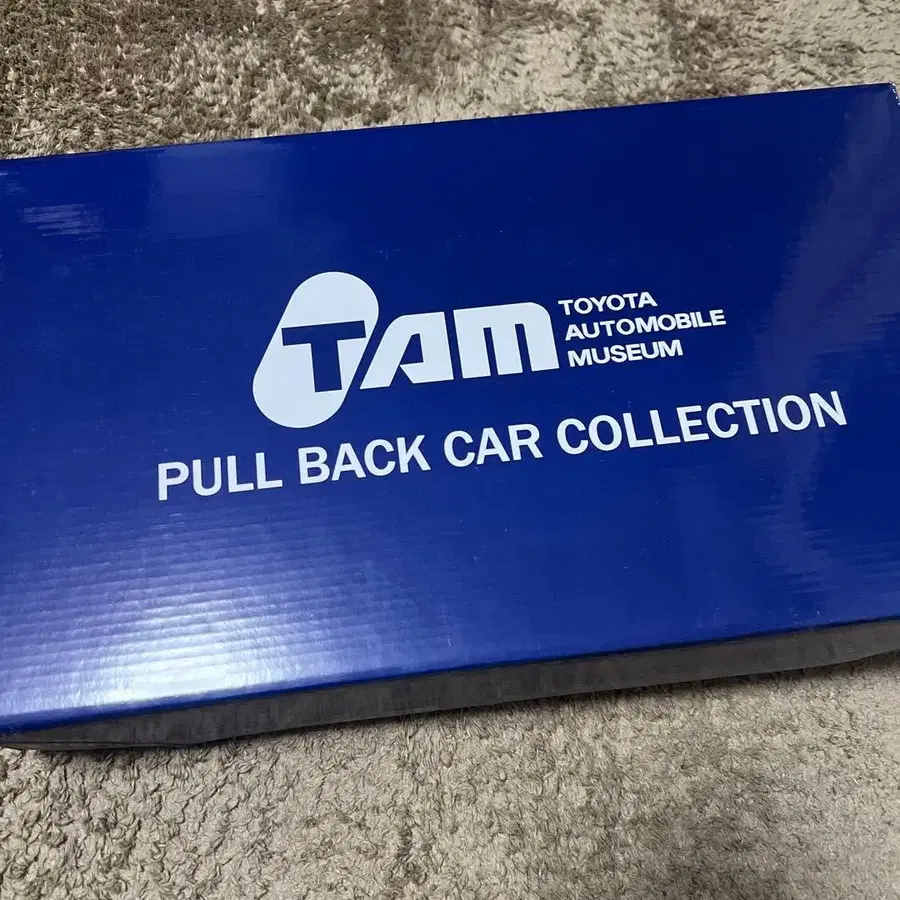 TAM
TOYOTA
AUTOMOBILE
MUSEUM
PULL BACK CAR COLLECTION